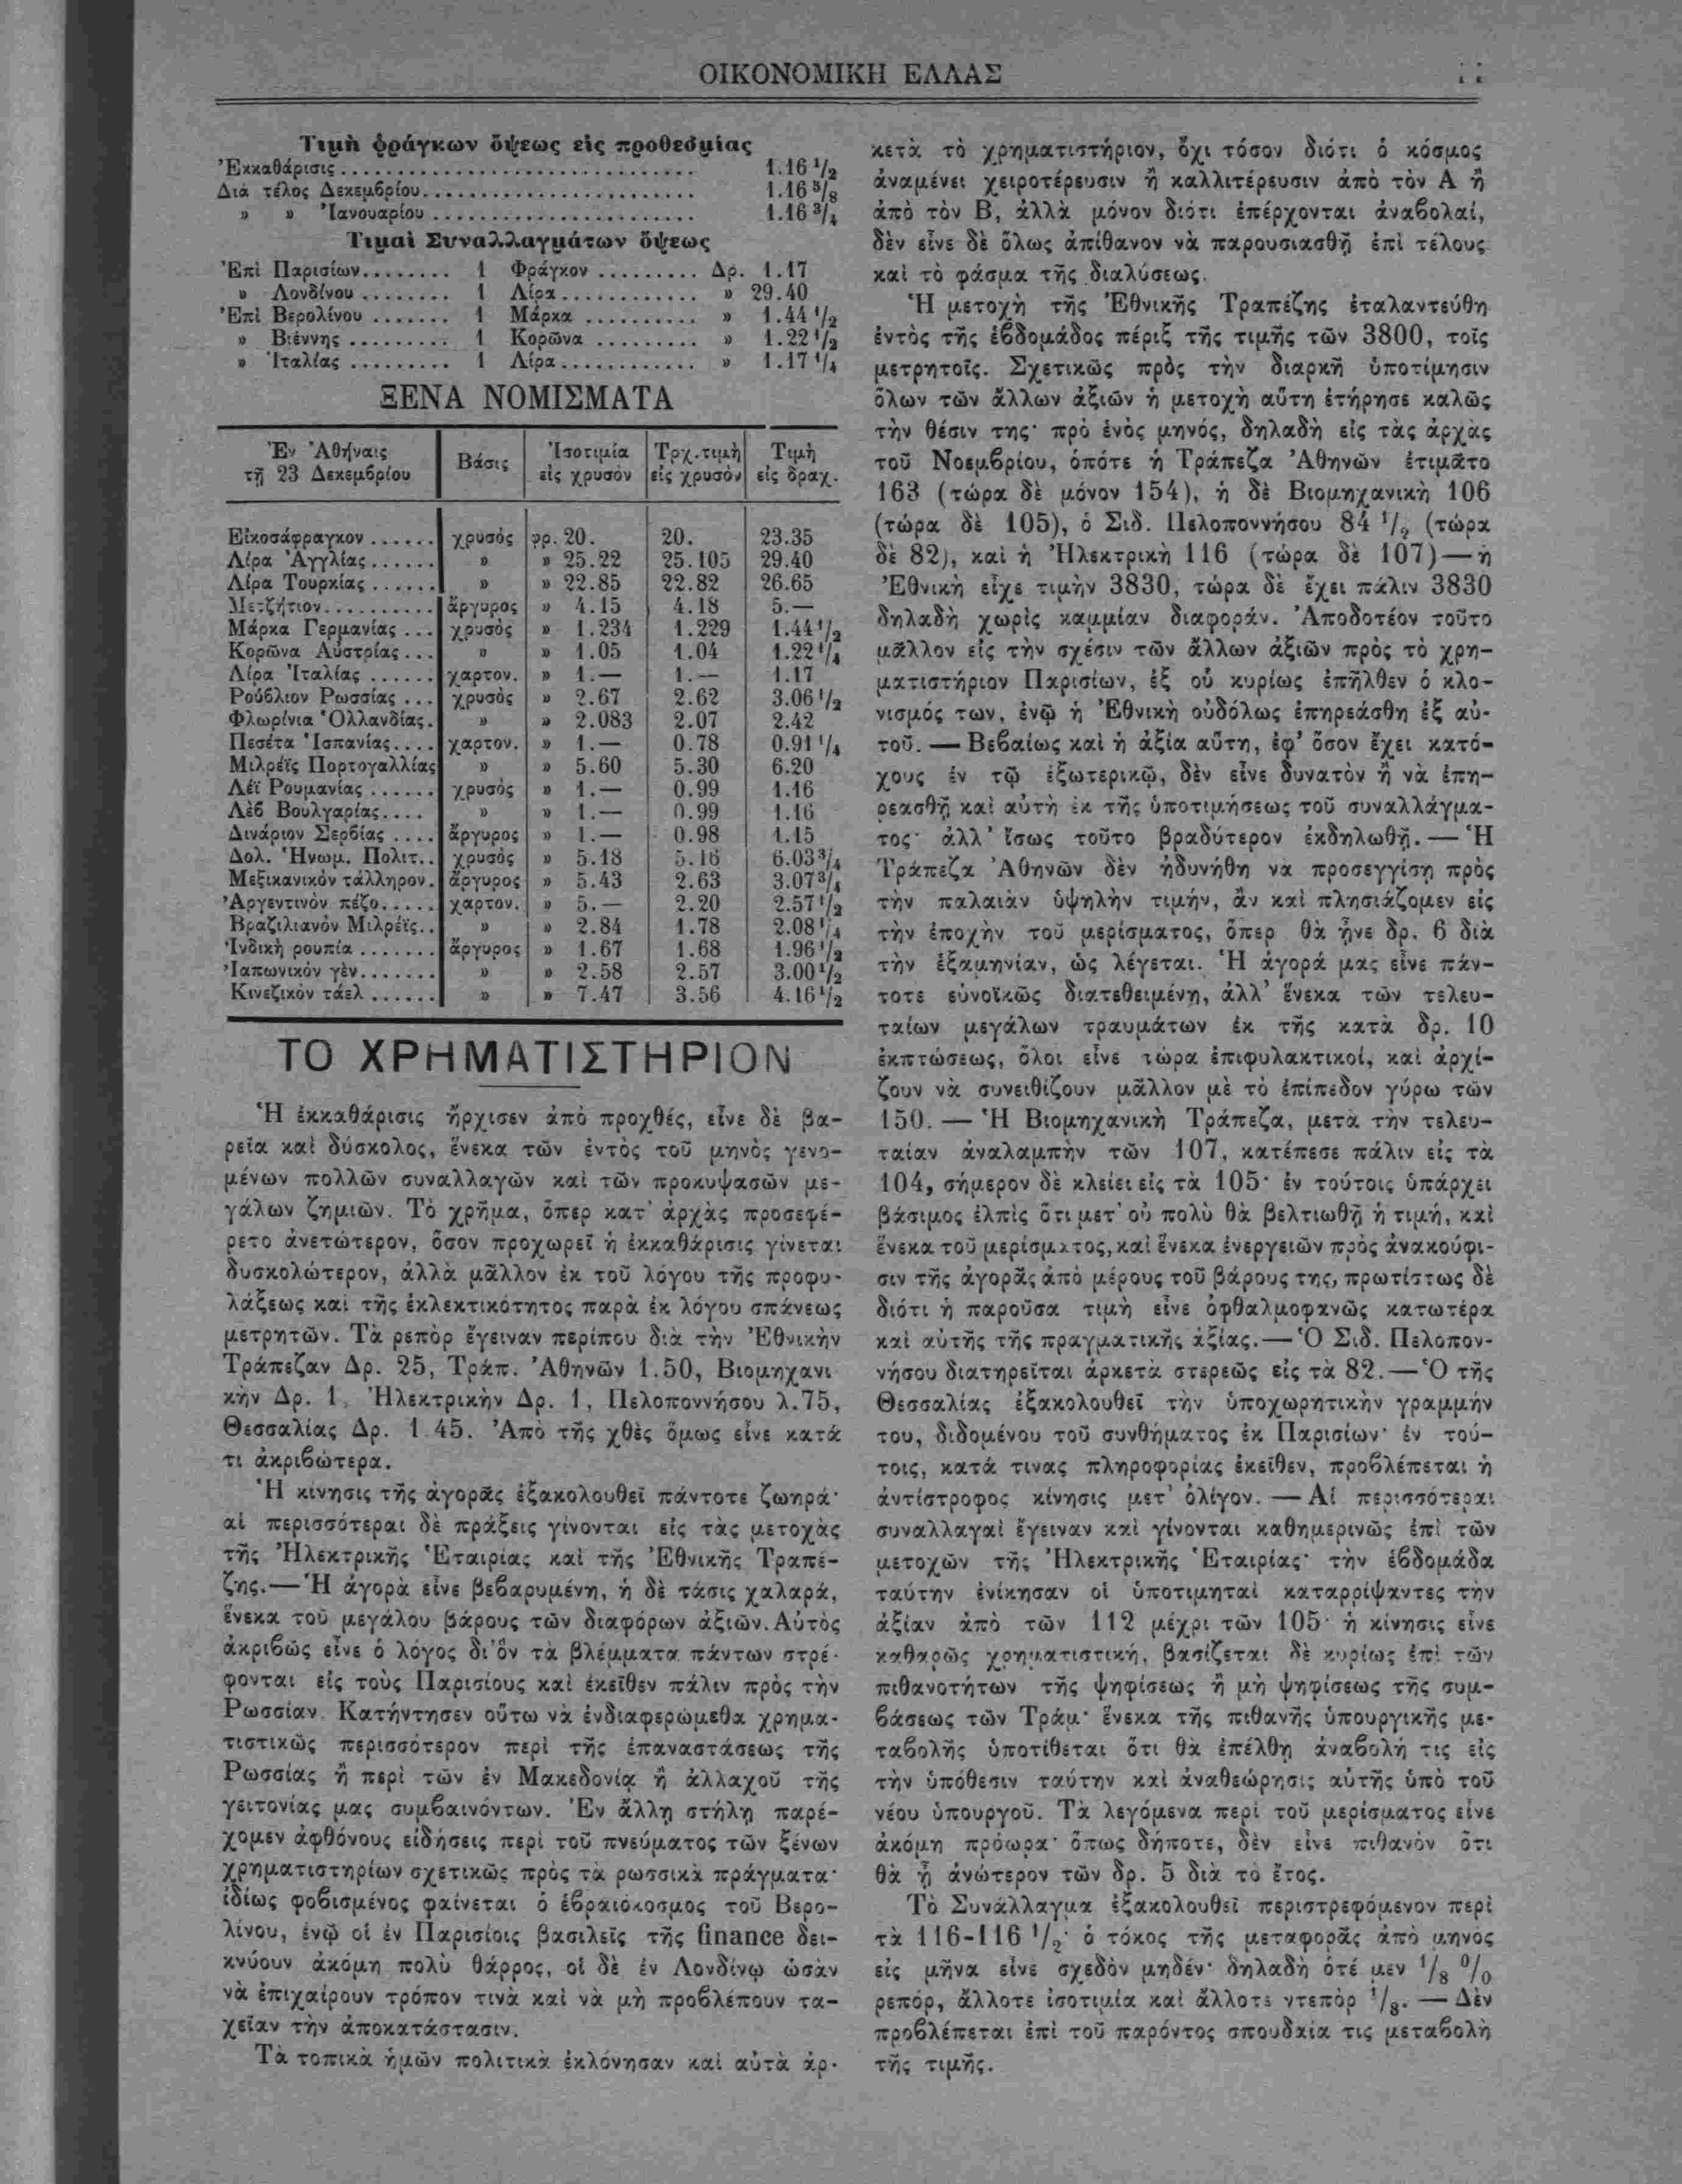 ΟΙΚΟΝΟΜΙΚΗ ΕΛΛΑΣ
Τιμὴ φράγκων ὄψεως εἰς προθεσμίας
Ἐκκαθάρισις .............................. 1.16 1/2
Διὰ τέλος Δεκεμβρίου ........................ 1.16 5/8
» » Ἰανουαρίου ........................ 1.16 3/4
Τιμαὶ Συναλλαγμάτων ὄψεως
Ἐπὶ Παρισίων ........ 1 Φράγκον ......... Δρ. 1.17
» Λονδίνου ........ 1 Λίρα ............ » 29.40
Ἐπὶ Βερολίνου ....... 1 Μάρκα .......... » 1.44 1/2
» Βιέννης ......... 1 Κορῶνα ......... » 1.22 1/2
» Ἰταλίας ......... 1 Λίρα ............ » 1.17 1/4
ΞΕΝΑ ΝΟΜΙΣΜΑΤΑ
Ἐν Ἀθήναις τῇ 23 Δεκεμβρίου | Βάσις | Ἰσοτιμία εἰς χρυσὸν | Τρχ. τιμὴ εἰς χρυσὸν | Τιμὴ εἰς δραχ.
Εἰκοσάφραγκον ...... χρυσὸς φρ. 20. 20. 23.35
Λίρα Ἀγγλίας ...... » » 25.22 25.105 29.40
Λίρα Τουρκίας ...... » » 22.85 22.82 26.65
Μετζήτιον .......... ἄργυρος » 4.15 4.18 5.—
Μάρκα Γερμανίας ... χρυσὸς » 1.234 1.229 1.44 1/2
Κορῶνα Αὐστρίας ... » » 1.05 1.04 1.22 1/4
Λίρα Ἰταλίας ...... χαρτον. » 1.— 1.— 1.17
Ρούβλιον Ρωσσίας ... χρυσὸς » 2.67 2.62 3.06 1/2
Φλωρίνια Ὁλλανδίας. » » 2.083 2.07 2.42
Πεσέτα Ἱσπανίας.... χαρτον. » 1.— 0.78 0.91 1/4
Μιλρέϊς Πορτογαλλίας » » 5.60 5.30 6.20
Λέϊ Ρουμανίας ...... χρυσὸς » 1.— 0.99 1.16
Λὲβ Βουλγαρίας.... » » 1.— 0.99 1.16
Δινάριον Σερβίας .... ἄργυρος » 1.— 0.98 1.15
Δολ. Ἡνωμ. Πολιτ.. χρυσὸς » 5.18 5.16 6.03 3/4
Μεξικανικὸν τάλληρον. ἄργυρος » 5.43 2.63 3.07 3/4
Ἀργεντινὸν πέζο..... χαρτον. » 5.— 2.20 2.57 1/2
Βραζιλιανὸν Μιλρέϊς.. » » 2.84 1.78 2.08 1/4
Ἰνδικὴ ρουπία ....... ἄργυρος » 1.67 1.68 1.96 1/2
Ἰαπωνικὸν γὲν....... » » 2.58 2.57 3.00 1/2
Κινεζικὸν τάελ ...... » » 7.47 3.56 4.16 1/2
ΤΟ ΧΡΗΜΑΤΙΣΤΗΡΙΟΝ
Ἡ ἐκκαθάρισις ἤρχισεν ἀπὸ προχθές, εἶνε δὲ βα-
ρεῖα καὶ δύσκολος, ἕνεκα τῶν ἐντὸς τοῦ μηνὸς γενο-
μένων πολλῶν συναλλαγῶν καὶ τῶν προκυψασῶν με-
γάλων ζημιῶν. Τὸ χρῆμα, ὅπερ κατ' ἀρχὰς προσεφέ-
ρετο ἀνετώτερον, ὅσον προχωρεῖ ἡ ἐκκαθάρισις γίνεται
δυσκολώτερον, ἀλλὰ μᾶλλον ἐκ τοῦ λόγου τῆς προφυ-
λάξεως καὶ τῆς ἐκλεκτικότητος παρὰ ἐκ λόγου σπάνεως
μετρητῶν. Τὰ ρεπὸρ ἔγειναν περίπου διὰ τὴν Ἐθνικὴν
Τράπεζαν Δρ. 25, Τράπ. Ἀθηνῶν 1.50, Βιομηχανι
κὴν Δρ. 1, Ἠλεκτρικὴν Δρ. 1, Πελοποννήσου λ.75,
Θεσσαλίας Δρ. 1 45. Ἀπὸ τῆς χθὲς ὅμως εἶνε κατά
τι ἀκριβώτερα.
Ἡ κίνησις τῆς ἀγορᾶς ἐξακολουθεῖ πάντοτε ζωηρά·
αἱ περισσότεραι δὲ πράξεις γίνονται εἰς τὰς μετοχὰς
τῆς Ἠλεκτρικῆς Ἑταιρίας καὶ τῆς Ἐθνικῆς Τραπέ-
ζης.— Ἡ ἀγορὰ εἶνε βεβαρυμένη, ἡ δὲ τάσις χαλαρά,
ἕνεκα τοῦ μεγάλου βάρους τῶν διαφόρων ἀξιῶν. Αὐτὸς
ἀκριβῶς εἶνε ὁ λόγος δι' ὃν τὰ βλέμματα πάντων στρέ-
φονται εἰς τοὺς Παρισίους καὶ ἐκεῖθεν πάλιν πρὸς τὴν
Ρωσσίαν. Κατήντησεν οὕτω νὰ ἐνδιαφερώμεθα χρημα-
τιστικῶς περισσότερον περὶ τῆς ἐπαναστάσεως τῆς
Ρωσσίας ἢ περὶ τῶν ἐν Μακεδονίᾳ ἢ ἀλλαχοῦ τῆς
γειτονίας μας συμβαινόντων. Ἐν ἄλλῃ στήλῃ παρέ-
χομεν ἀφθόνους εἰδήσεις περὶ τοῦ πνεύματος τῶν ξένων
χρηματιστηρίων σχετικῶς πρὸς τὰ ρωσσικὰ πράγματα·
ἰδίως φοβισμένος φαίνεται ὁ ἑβραιόκοσμος τοῦ Βερο-
λίνου, ἐνῷ οἱ ἐν Παρισίοις βασιλεῖς τῆς finance δει-
κνύουν ἀκόμη πολὺ θάρρος, οἱ δὲ ἐν Λονδίνῳ ὡσὰν
νὰ ἐπιχαίρουν τρόπον τινὰ καὶ νὰ μὴ προβλέπουν τα-
χεῖαν τὴν ἀποκατάστασιν.
Τὰ τοπικὰ ἡμῶν πολιτικὰ ἐκλόνησαν καὶ αὐτὰ ἀρ-
κετὰ τὸ χρηματιστήριον, ὄχι τόσον διότι ὁ κόσμος
ἀναμένει χειροτέρευσιν ἢ καλλιτέρευσιν ἀπὸ τὸν Α ἢ
ἀπὸ τὸν Β, ἀλλὰ μόνον διότι ἐπέρχονται ἀναβολαί,
δὲν εἶνε δὲ ὅλως ἀπίθανον νὰ παρουσιασθῇ ἐπὶ τέλους
καὶ τὸ φάσμα τῆς διαλύσεως.
Ἡ μετοχὴ τῆς Ἐθνικῆς Τραπέζης ἐταλαντεύθη
ἐντὸς τῆς ἑβδομάδος πέριξ τῆς τιμῆς τῶν 3800, τοῖς
μετρητοῖς. Σχετικῶς πρὸς τὴν διαρκῆ ὑποτίμησιν
ὅλων τῶν ἄλλων ἀξιῶν ἡ μετοχὴ αὕτη ἐτήρησε καλῶς
τὴν θέσιν της· πρὸ ἑνὸς μηνός, δηλαδὴ εἰς τὰς ἀρχὰς
τοῦ Νοεμβρίου, ὁπότε ἡ Τράπεζα Ἀθηνῶν ἐτιμᾶτο
163 (τώρα δὲ μόνον 154), ἡ δὲ Βιομηχανικὴ 106
(τώρα δὲ 105), ὁ Σιδ. Πελοποννήσου 84 1/2 (τώρα
δὲ 82), καὶ ἡ Ἠλεκτρικὴ 116 (τώρα δὲ 107)— ἡ
Ἐθνικὴ εἶχε τιμὴν 3830, τώρα δὲ ἔχει πάλιν 3830
δηλαδὴ χωρὶς καμμίαν διαφοράν. Ἀποδοτέον τοῦτο
μᾶλλον εἰς τὴν σχέσιν τῶν ἄλλων ἀξιῶν πρὸς τὸ χρη-
ματιστήριον Παρισίων, ἐξ οὗ κυρίως ἐπῆλθεν ὁ κλο-
νισμός των, ἐνῷ ἡ Ἐθνικὴ οὐδόλως ἐπηρεάσθη ἐξ αὐ-
τοῦ. — Βεβαίως καὶ ἡ ἀξία αὕτη, ἐφ' ὅσον ἔχει κατό-
χους ἐν τῷ ἐξωτερικῷ, δὲν εἶνε δυνατὸν ἢ νὰ ἐπη-
ρεασθῇ καὶ αὐτὴ ἐκ τῆς ὑποτιμήσεως τοῦ συναλλάγμα-
τος· ἀλλ' ἴσως τοῦτο βραδύτερον ἐκδηλωθῇ. — Ἡ
Τράπεζα Ἀθηνῶν δὲν ἠδυνήθη νὰ προσεγγίσῃ πρὸς
τὴν παλαιὰν ὑψηλὴν τιμήν, ἂν καὶ πλησιάζομεν εἰς
τὴν ἐποχὴν τοῦ μερίσματος, ὅπερ θὰ ἦνε δρ. 6 διὰ
τὴν ἑξαμηνίαν, ὡς λέγεται. Ἡ ἀγορά μας εἶνε πάν-
τοτε εὐνοϊκῶς διατεθειμένη, ἀλλ' ἕνεκα τῶν τελευ-
ταίων μεγάλων τραυμάτων ἐκ τῆς κατὰ δρ. 10
ἐκπτώσεως, ὅλοι εἶνε τώρα ἐπιφυλακτικοί, καὶ ἀρχί-
ζουν νὰ συνειθίζουν μᾶλλον μὲ τὸ ἐπίπεδον γύρω τῶν
150. — Ἡ Βιομηχανικὴ Τράπεζα, μετὰ τὴν τελευ-
ταίαν ἀναλαμπὴν τῶν 107, κατέπεσε πάλιν εἰς τὰ
104, σήμερον δὲ κλείει εἰς τὰ 105· ἐν τούτοις ὑπάρχει
βάσιμος ἐλπὶς ὅτι μετ' οὐ πολὺ θὰ βελτιωθῇ ἡ τιμή, καὶ
ἕνεκα τοῦ μερίσματος, καὶ ἕνεκα ἐνεργειῶν πρὸς ἀνακούφι-
σιν τῆς ἀγορᾶς ἀπὸ μέρους τοῦ βάρους της, πρωτίστως δὲ
διότι ἡ παροῦσα τιμὴ εἶνε ὀφθαλμοφανῶς κατωτέρα
καὶ αὐτῆς τῆς πραγματικῆς ἀξίας.— Ὁ Σιδ. Πελοπον-
νήσου διατηρεῖται ἀρκετὰ στερεῶς εἰς τὰ 82.— Ὁ τῆς
Θεσσαλίας ἐξακολουθεῖ τὴν ὑποχωρητικὴν γραμμήν
του, διδομένου τοῦ συνθήματος ἐκ Παρισίων· ἐν τού-
τοις, κατά τινας πληροφορίας ἐκεῖθεν, προβλέπεται ἡ
ἀντίστροφος κίνησις μετ' ὀλίγον. — Αἱ περισσότεραι
συναλλαγαὶ ἔγειναν καὶ γίνονται καθημερινῶς ἐπὶ τῶν
μετοχῶν τῆς Ἠλεκτρικῆς Ἑταιρίας· τὴν ἑβδομάδα
ταύτην ἐνίκησαν οἱ ὑποτιμηταὶ καταρρίψαντες τὴν
ἀξίαν ἀπὸ τῶν 112 μέχρι τῶν 105· ἡ κίνησις εἶνε
καθαρῶς χρηματιστική, βασίζεται δὲ κυρίως ἐπὶ τῶν
πιθανοτήτων τῆς ψηφίσεως ἢ μὴ ψηφίσεως τῆς συμ-
βάσεως τῶν Τράμ· ἕνεκα τῆς πιθανῆς ὑπουργικῆς με-
ταβολῆς ὑποτίθεται ὅτι θὰ ἐπέλθῃ ἀναβολή τις εἰς
τὴν ὑπόθεσιν ταύτην καὶ ἀναθεώρησις αὐτῆς ὑπὸ τοῦ
νέου ὑπουργοῦ. Τὰ λεγόμενα περὶ τοῦ μερίσματος εἶνε
ἀκόμη πρόωρα· ὅπως δήποτε, δὲν εἶνε πιθανὸν ὅτι
θὰ ᾖ ἀνώτερον τῶν δρ. 5 διὰ τὸ ἔτος.
Τὸ Συνάλλαγμα ἐξακολουθεῖ περιστρεφόμενον περὶ
τὰ 116-116 1/2· ὁ τόκος τῆς μεταφορᾶς ἀπὸ μηνὸς
εἰς μῆνα εἶνε σχεδὸν μηδέν· δηλαδὴ ὁτὲ μεν 1/8 0/0
ρεπόρ, ἄλλοτε ἰσοτιμία καὶ ἄλλοτε ντεπὸρ 1/8. — Δὲν
προβλέπεται ἐπὶ τοῦ παρόντος σπουδαία τις μεταβολὴ
τῆς τιμῆς.